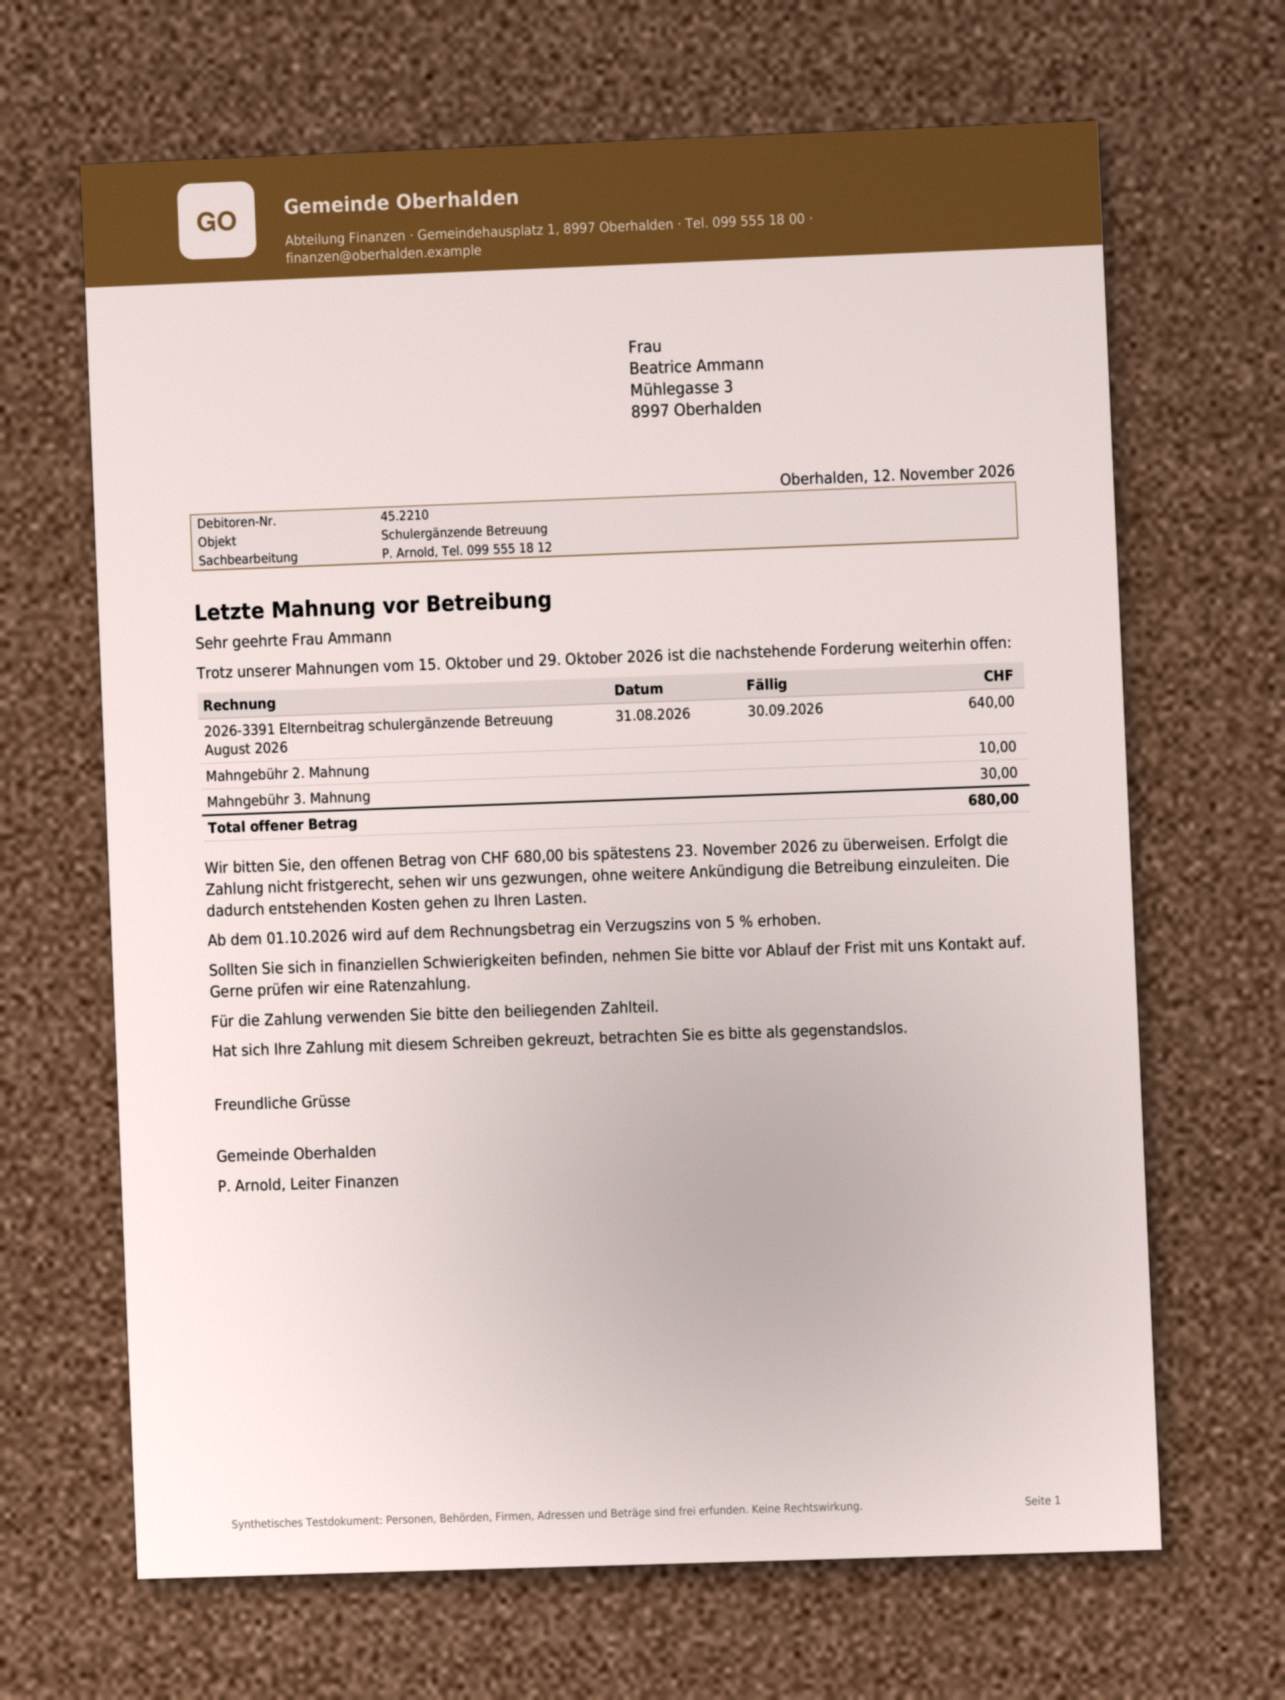 GO
Gemeinde Oberhalden
Abteilung Finanzen · Gemeindehausplatz 1, 8997 Oberhalden · Tel. 099 555 18 00 ·
finanzen@oberhalden.example
Frau
Beatrice Ammann
Mühlegasse 3
8997 Oberhalden
Oberhalden, 12. November 2026
Debitoren-Nr. 45.2210
Objekt Schulergänzende Betreuung
Sachbearbeitung P. Arnold, Tel. 099 555 18 12
Letzte Mahnung vor Betreibung
Sehr geehrte Frau Ammann
Trotz unserer Mahnungen vom 15. Oktober und 29. Oktober 2026 ist die nachstehende Forderung weiterhin offen:
Rechnung Datum Fällig CHF
2026-3391 Elternbeitrag schulergänzende Betreuung 31.08.2026 30.09.2026 640,00
August 2026
Mahngebühr 2. Mahnung 10,00
Mahngebühr 3. Mahnung 30,00
Total offener Betrag 680,00
Wir bitten Sie, den offenen Betrag von CHF 680,00 bis spätestens 23. November 2026 zu überweisen. Erfolgt die
Zahlung nicht fristgerecht, sehen wir uns gezwungen, ohne weitere Ankündigung die Betreibung einzuleiten. Die
dadurch entstehenden Kosten gehen zu Ihren Lasten.
Ab dem 01.10.2026 wird auf dem Rechnungsbetrag ein Verzugszins von 5 % erhoben.
Sollten Sie sich in finanziellen Schwierigkeiten befinden, nehmen Sie bitte vor Ablauf der Frist mit uns Kontakt auf.
Gerne prüfen wir eine Ratenzahlung.
Für die Zahlung verwenden Sie bitte den beiliegenden Zahlteil.
Hat sich Ihre Zahlung mit diesem Schreiben gekreuzt, betrachten Sie es bitte als gegenstandslos.
Freundliche Grüsse
Gemeinde Oberhalden
P. Arnold, Leiter Finanzen
Synthetisches Testdokument: Personen, Behörden, Firmen, Adressen und Beträge sind frei erfunden. Keine Rechtswirkung.
Seite 1